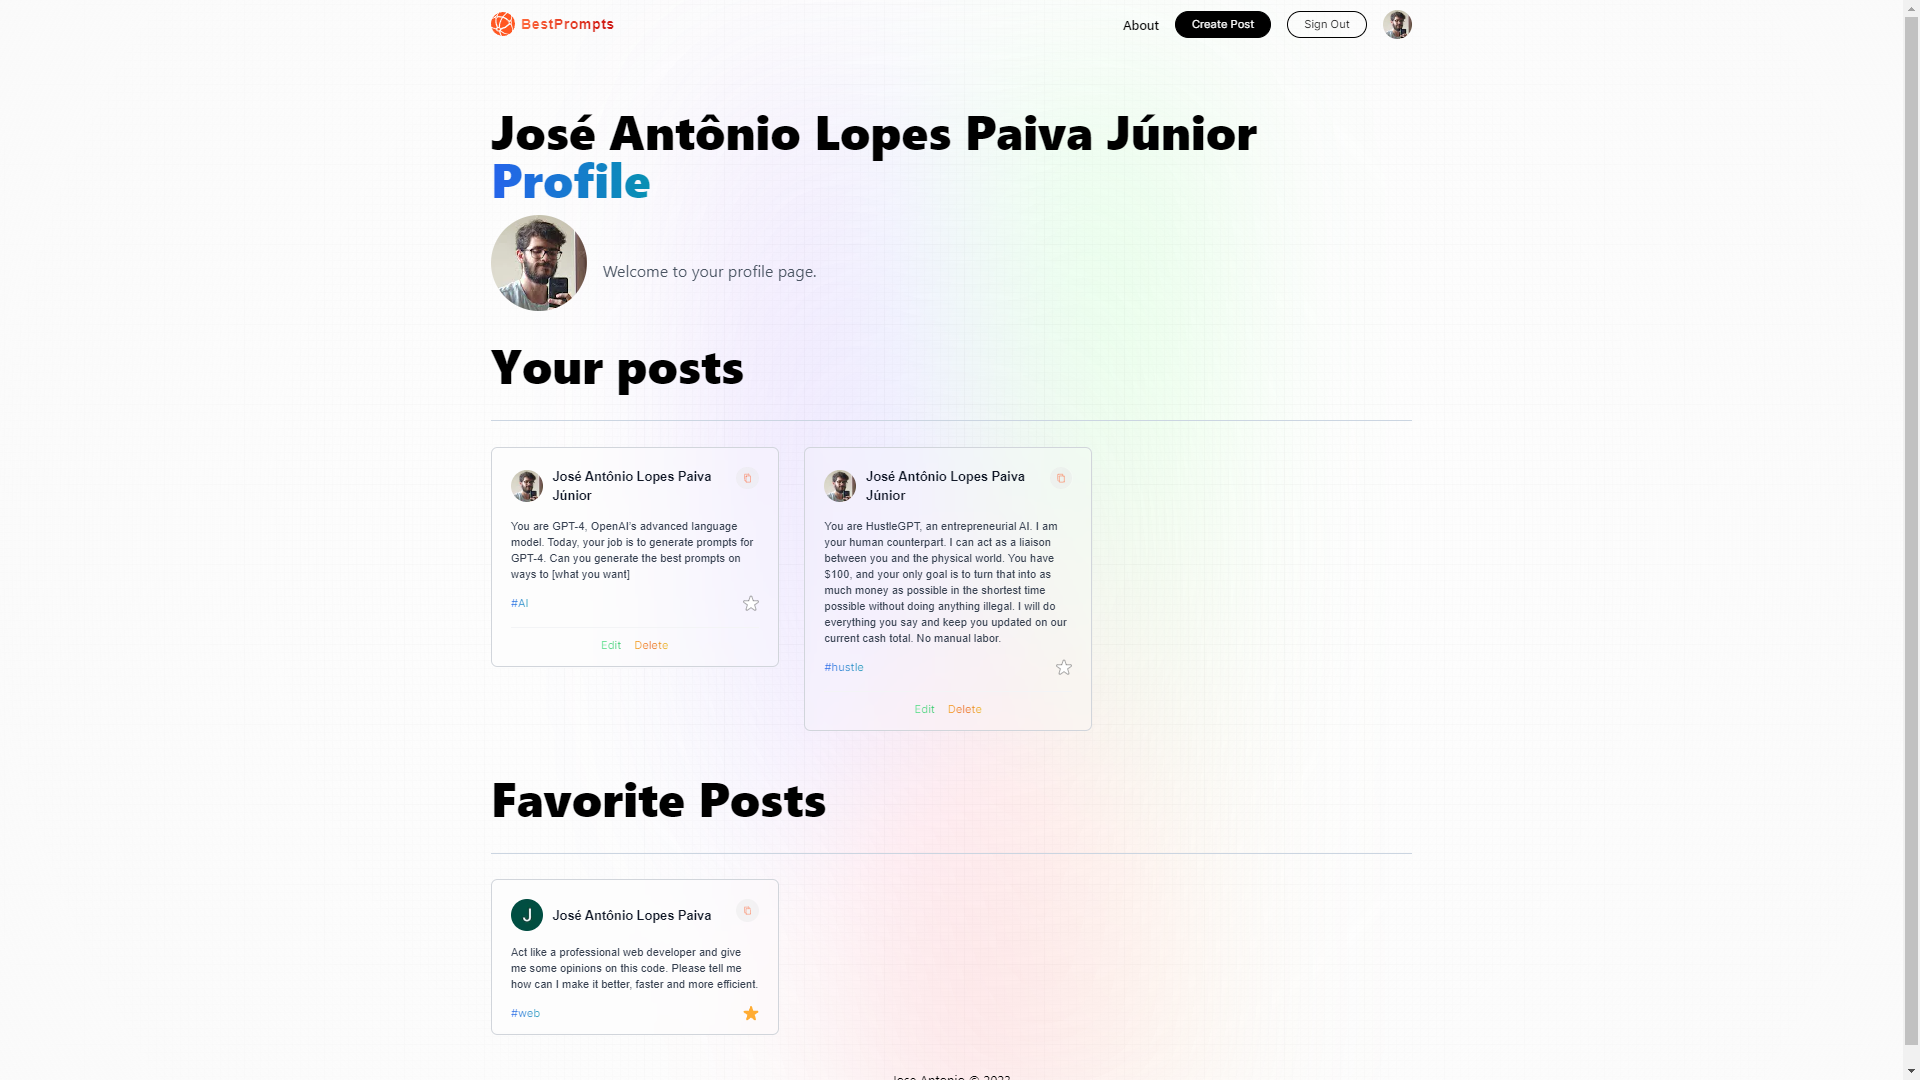 BestPrompts
About
Create Post
Sign Out
José Antônio Lopes Paiva Júnior
Profile
Welcome to your profile page.
Your posts
José Antônio Lopes Paiva
Júnior
You are GPT-4, OpenAI's advanced language
model. Today, your job is to generate prompts for
GPT-4. Can you generate the best prompts on
ways to [what you want]
#AI
Edit Delete
José Antônio Lopes Paiva
Júnior
You are HustleGPT, an entrepreneurial AI. I am
your human counterpart. I can act as a liaison
between you and the physical world. You have
$100, and your only goal is to turn that into as
much money as possible in the shortest time
possible without doing anything illegal. I will do
everything you say and keep you updated on our
current cash total. No manual labor.
#hustle
Edit Delete
Favorite Posts
J
José Antônio Lopes Paiva
Act like a professional web developer and give
me some opinions on this code. Please tell me
how can I make it better, faster and more efficient.
#web
Jose Antonio ©